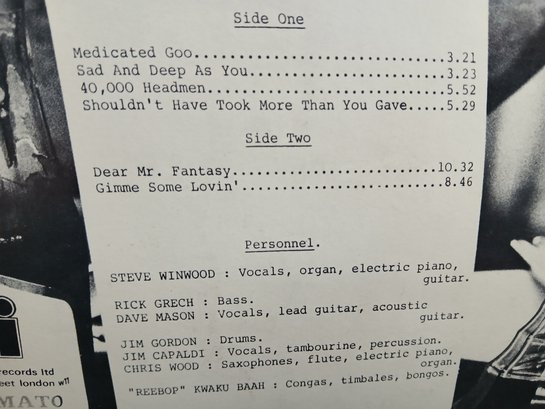 Side One
Medicated Goo..............................3.21
Sad And Deep As You........................3.23
40,000 Headmen.............................5.52
Shouldn't Have Took More Than You Gave.....5.29
Side Two
Dear Mr. Fantasy..........................10.32
Gimme Some Lovin'..........................8.46
Personnel.
STEVE WINWOOD : Vocals, organ, electric piano,
guitar.
RICK GRECH : Bass.
DAVE MASON : Vocals, lead guitar, acoustic
guitar.
JIM GORDON : Drums.
JIM CAPALDI : Vocals, tambourine, percussion.
CHRIS WOOD : Saxophones, flute, electric piano,
organ.
"REEBOP" KWAKU BAAH : Congas, timbales, bongos.
i
records ltd
eet london w11
MATO